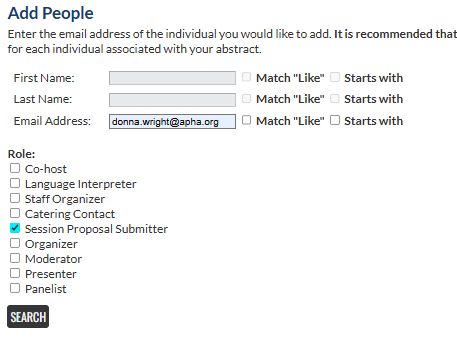 Add People
Enter the email address of the individual you would like to add. It is recommended that
for each individual associated with your abstract.
First Name: Match "Like" Starts with
Last Name: Match "Like" Starts with
Email Address: donna.wright@apha.org Match "Like" Starts with
Role:
Co-host
Language Interpreter
Staff Organizer
Catering Contact
Session Proposal Submitter
Organizer
Moderator
Presenter
Panelist
SEARCH